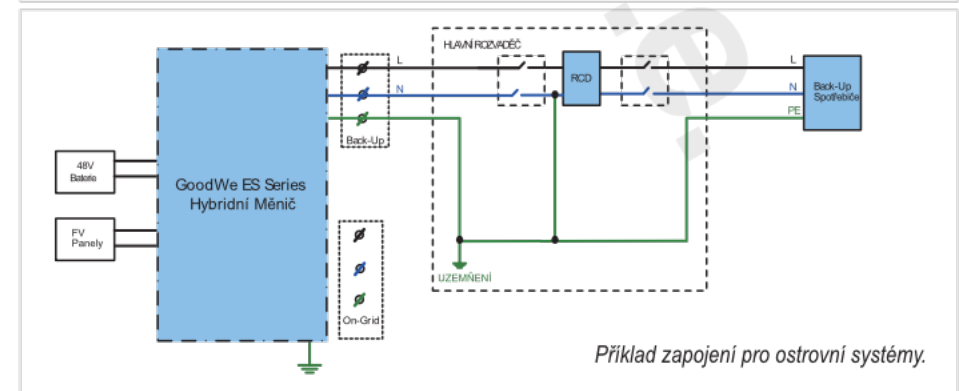 HLAVNÍ ROZVADĚČ
L
N
RCD
L
N
PE
Back-Up
Spotřebiče
Back-Up
48V
Baterie
GoodWe ES Series
Hybridní Měnič
FV
Panely
UZEMŇENÍ
On-Grid
Příklad zapojení pro ostrovní systémy.